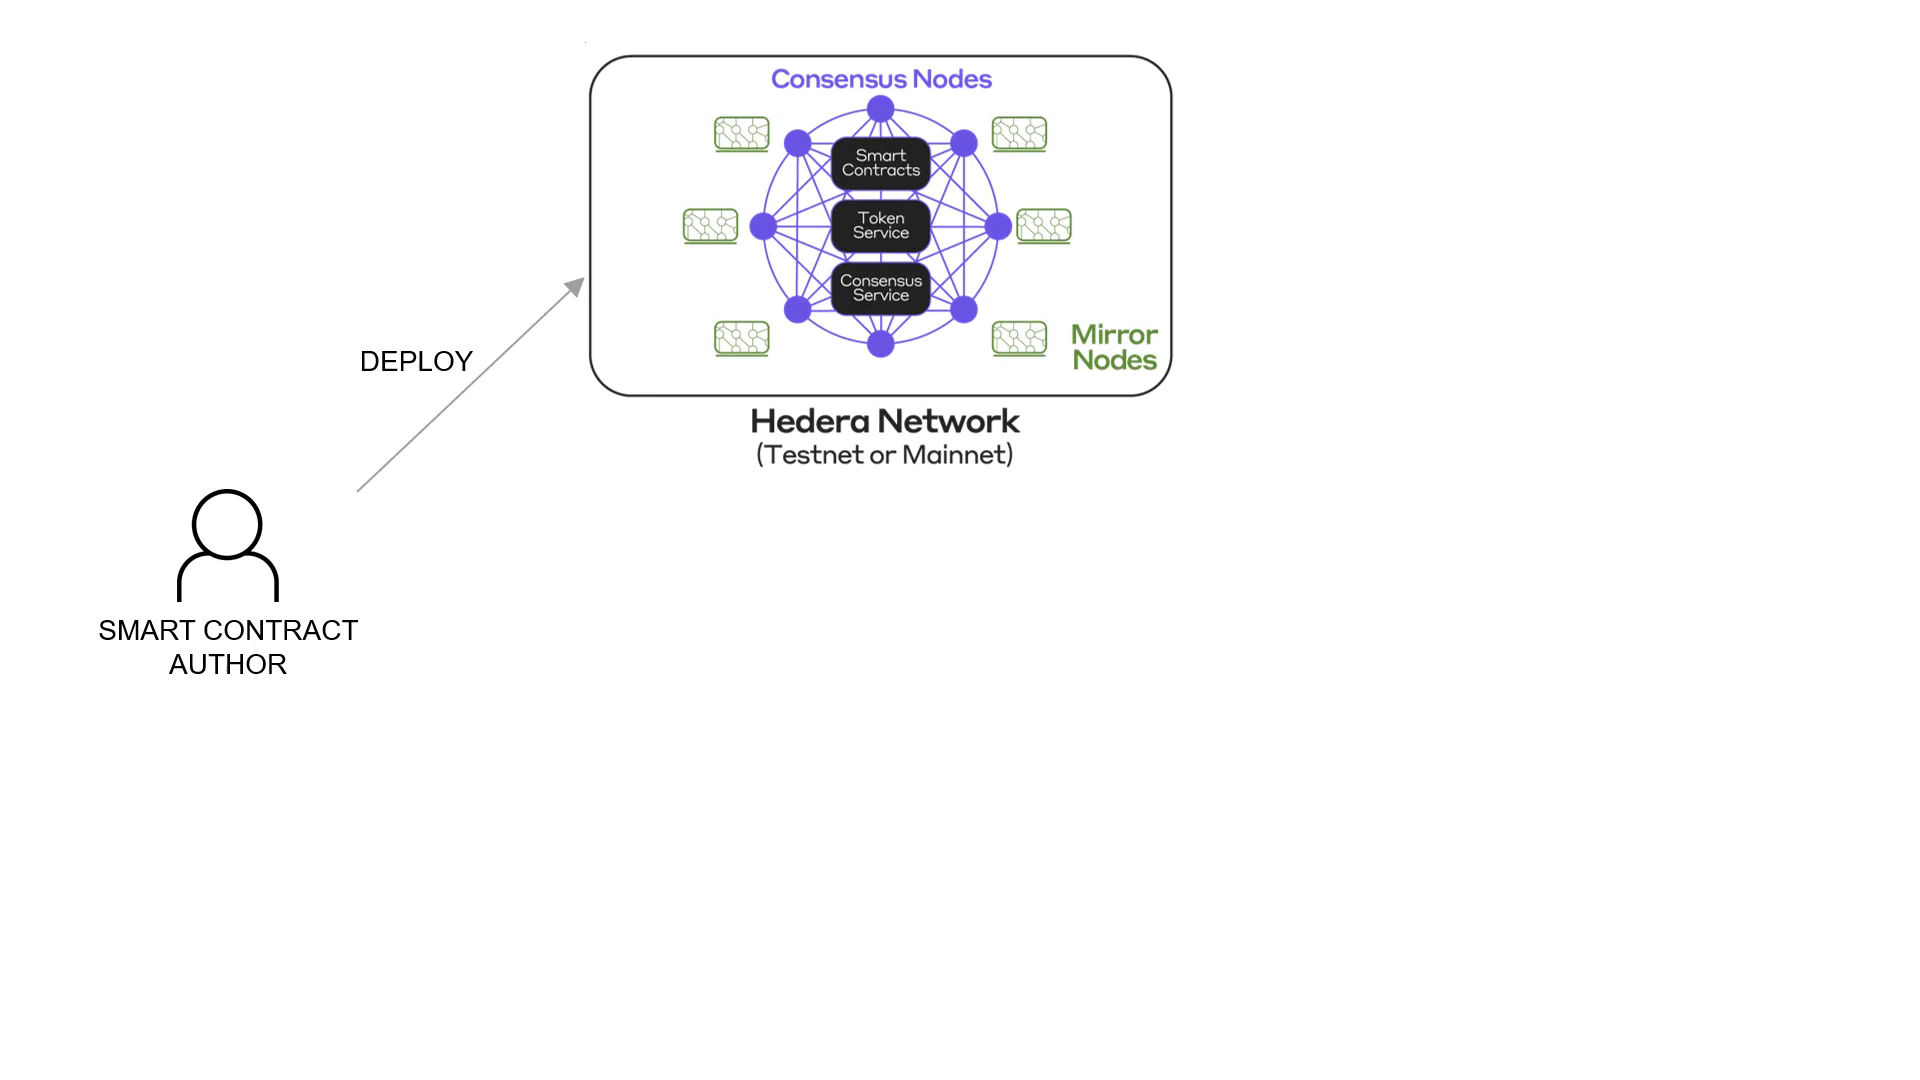 Consensus Nodes
Smart
Contracts
Token
Service
Consensus
Service
Mirror
Nodes
Hedera Network
(Testnet or Mainnet)
DEPLOY
SMART CONTRACT
AUTHOR